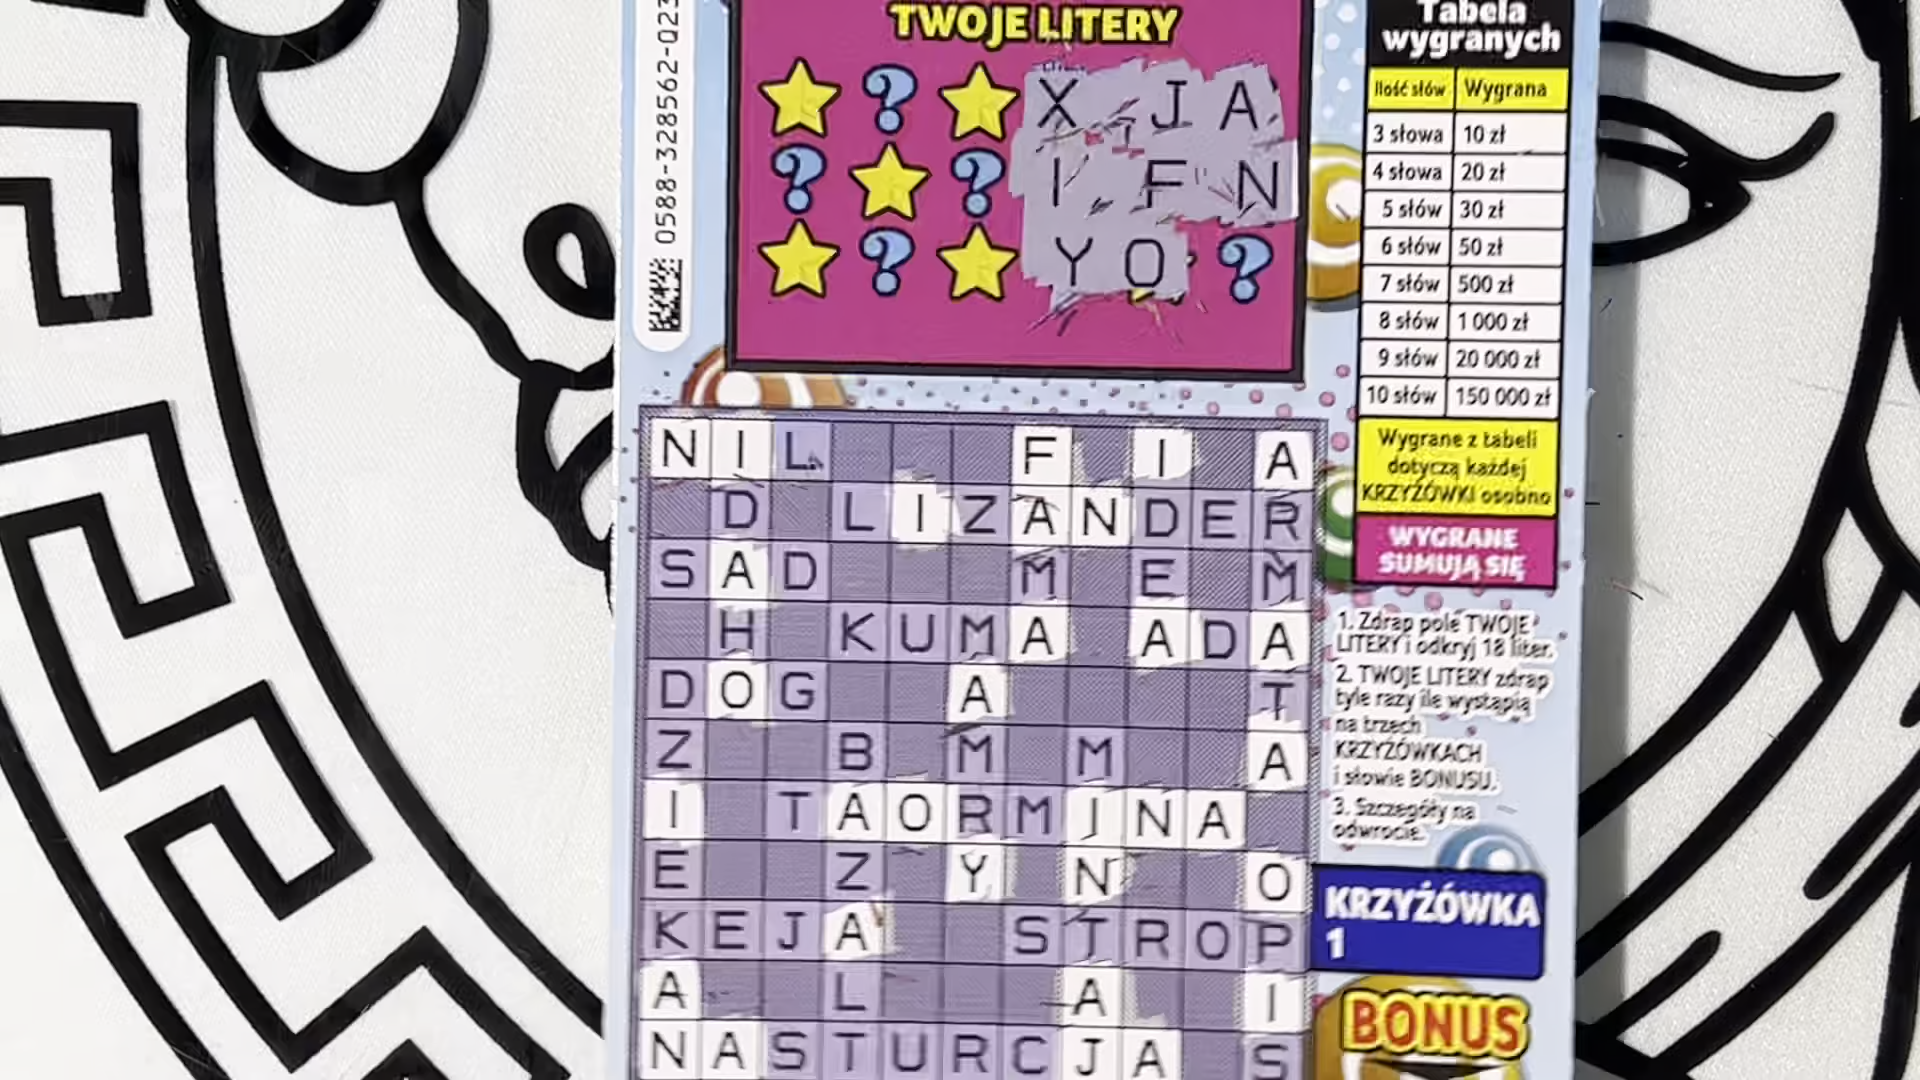 0588-3285562-023
TWOJE LITERY
X J A
I F N
Y O
Tabela
wygranych
Ilość słów Wygrana
3 słowa 10 zł
4 słowa 20 zł
5 słów 30 zł
6 słów 50 zł
7 słów 500 zł
8 słów 1 000 zł
9 słów 20 000 zł
10 słów 150 000 zł
Wygrane z tabeli
dotyczą każdej
KRZYŻÓWKI osobno
WYGRANE
SUMUJĄ SIĘ
1. Zdrap pole TWOJE
LITERY i odkryj 18 liter.
2. TWOJE LITERY zdrap
tyle razy ile wystąpią
na trzech
KRZYŻÓWKACH
i słowie BONUSU.
3. Szczegóły na
odwrocie.
KRZYŻÓWKA
1
BONUS
N I L F I A
D L I Z A N D E R
S A D M E M
H K U M A A D A
D O G A T
Z B M M A
I T A O R M I N A
E Z Y N O
K E J A S T R O P
A L A I
N A S T U R C J A S